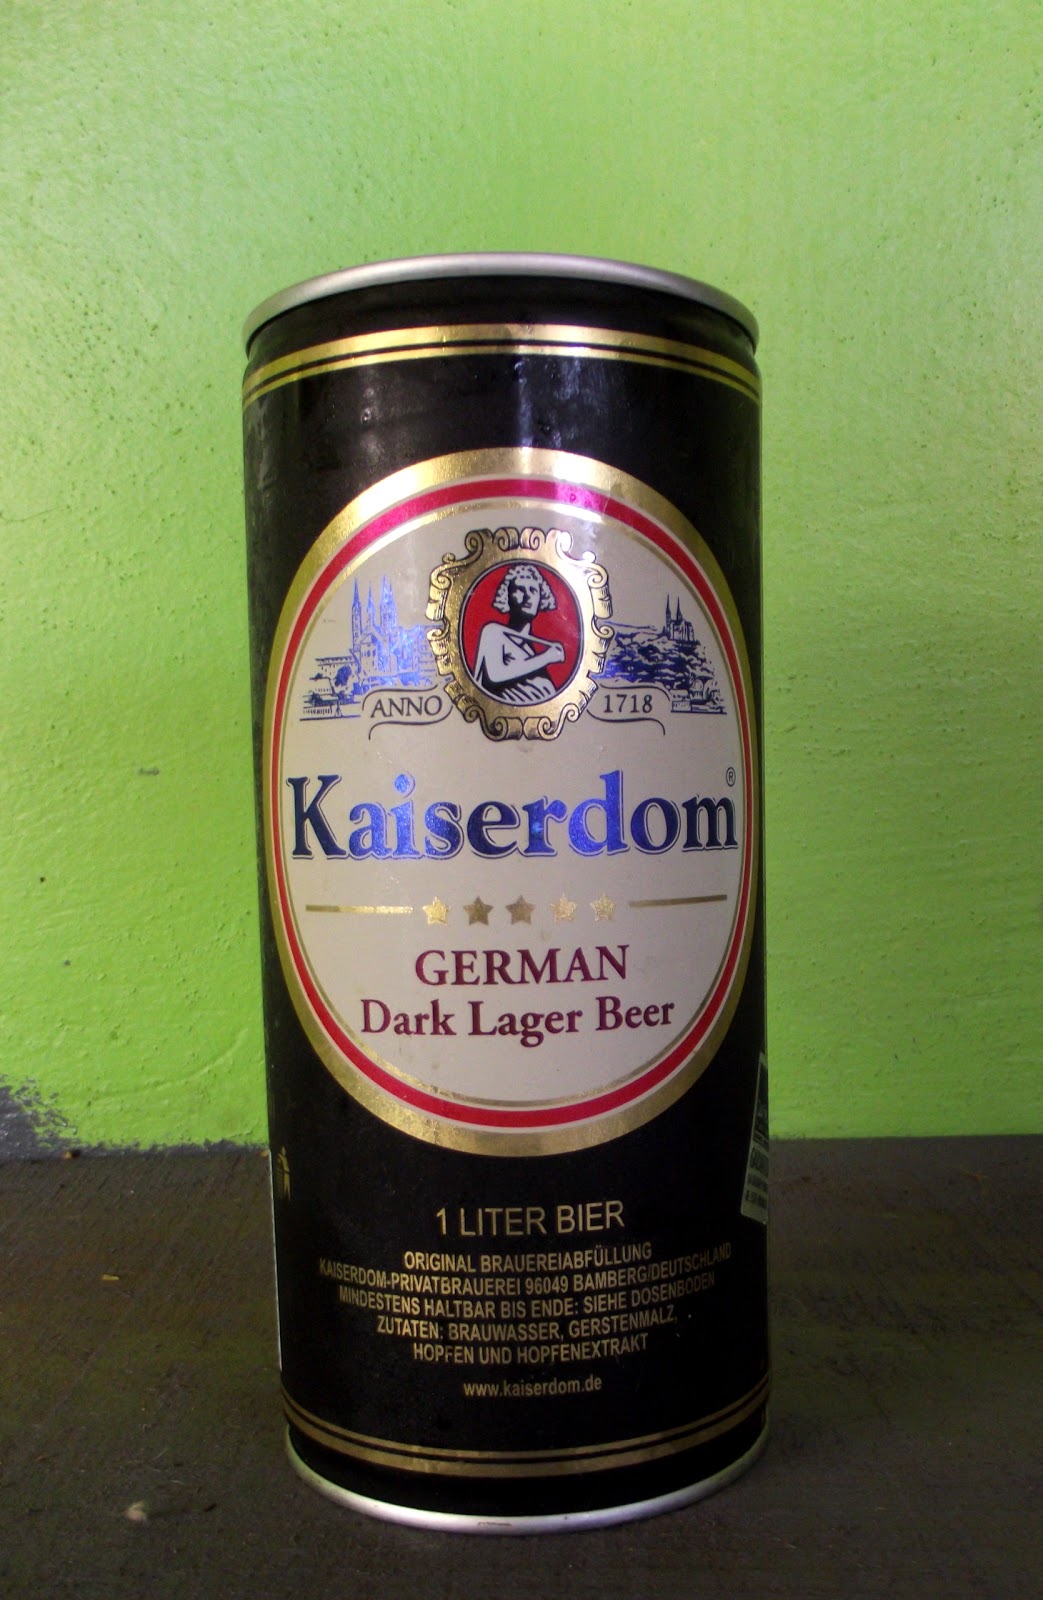 ANNO 1718
Kaiserdom®
GERMAN
Dark Lager Beer
1 LITER BIER
ORIGINAL BRAUEREIABFÜLLUNG
KAISERDOM-PRIVATBRAUEREI 96049 BAMBERG/DEUTSCHLAND
MINDESTENS HALTBAR BIS ENDE: SIEHE DOSENBODEN
ZUTATEN: BRAUWASSER, GERSTENMALZ,
HOPFEN UND HOPFENEXTRAKT
www.kaiserdom.de